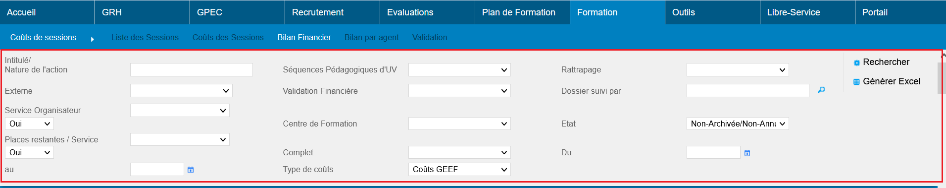 Accueil GRH GPEC Recrutement Evaluations Plan de Formation Formation Outils Libre-Service Portail
Coûts de sessions Liste des Sessions Coûts des Sessions Bilan Financier Bilan par agent Validation
Intitulé/
Nature de l'action Séquences Pédagogiques d'UV Rattrapage Rechercher
Externe Validation Financière Dossier suivi par Générer Excel
Service Organisateur
Oui Centre de Formation Etat Non-Archivée/Non-Annu
Places restantes / Service
Oui Complet Du
au Type de coûts Coûts GEEF